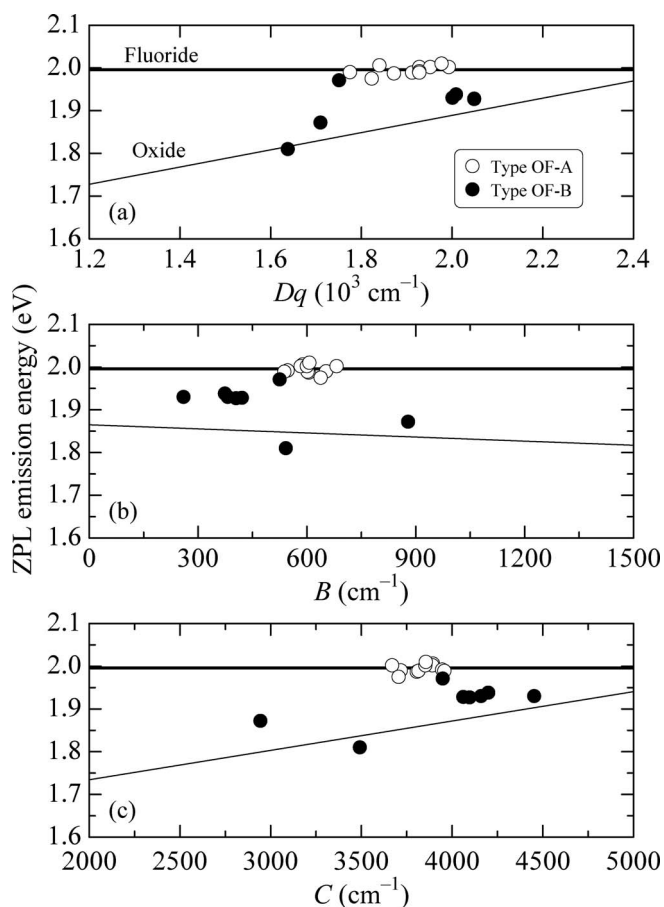 ZPL emission energy (eV)
2.1
2.0
1.9
1.8
1.7
1.6
Fluoride
Oxide
Type OF-A
Type OF-B
(a)
1.2 1.4 1.6 1.8 2.0 2.2 2.4
Dq (10³ cm⁻¹)
2.1
2.0
1.9
1.8
1.7
1.6
(b)
0 300 600 900 1200 1500
B (cm⁻¹)
2.1
2.0
1.9
1.8
1.7
1.6
(c)
2000 2500 3000 3500 4000 4500 5000
C (cm⁻¹)